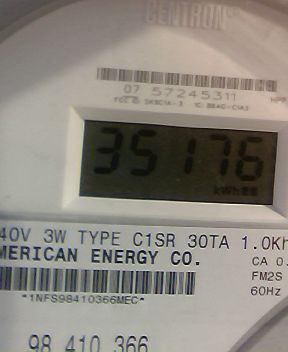 CENTRON
07 57245311
35176
kWh
40V 3W TYPE C1SR 30TA 1.0Kh
MERICAN ENERGY CO.
CA 0.
FM2S
60Hz
*1NFS98410366MEC*
98 410 366